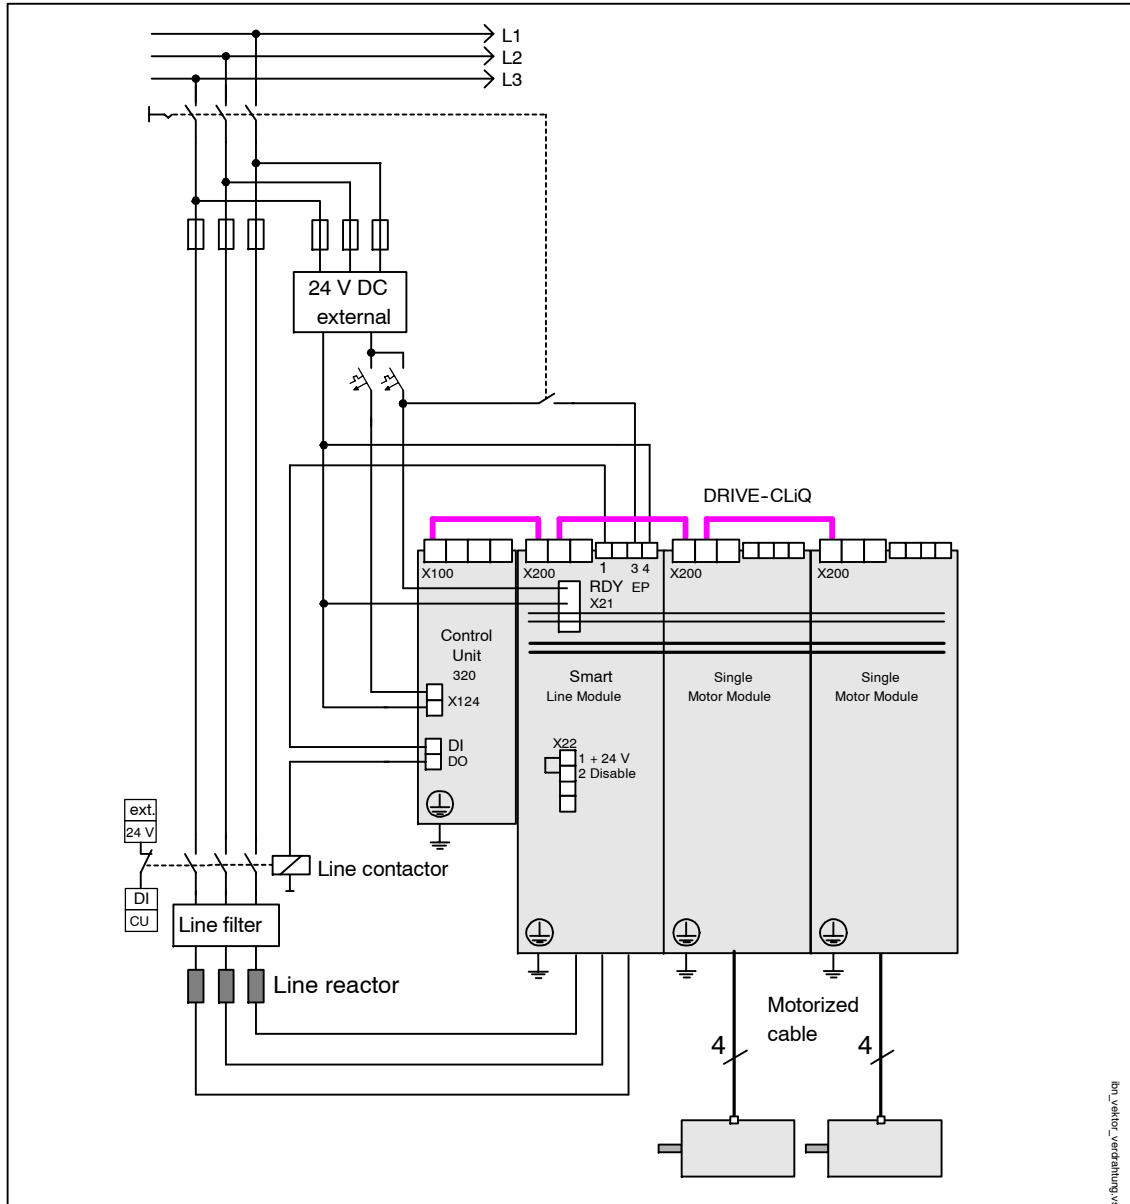 L1
L2
L3
24 V DC
external
DRIVE-CLiQ
X100
X200
1
3 4
X200
X200
RDY
EP
X21
Control
Unit
320
X124
DI
DO
Smart
Line Module
Single
Motor Module
Single
Motor Module
X22
1 + 24 V
2 Disable
ext.
24 V
DI
CU
Line contactor
Line filter
Line reactor
Motorized
cable
4
4